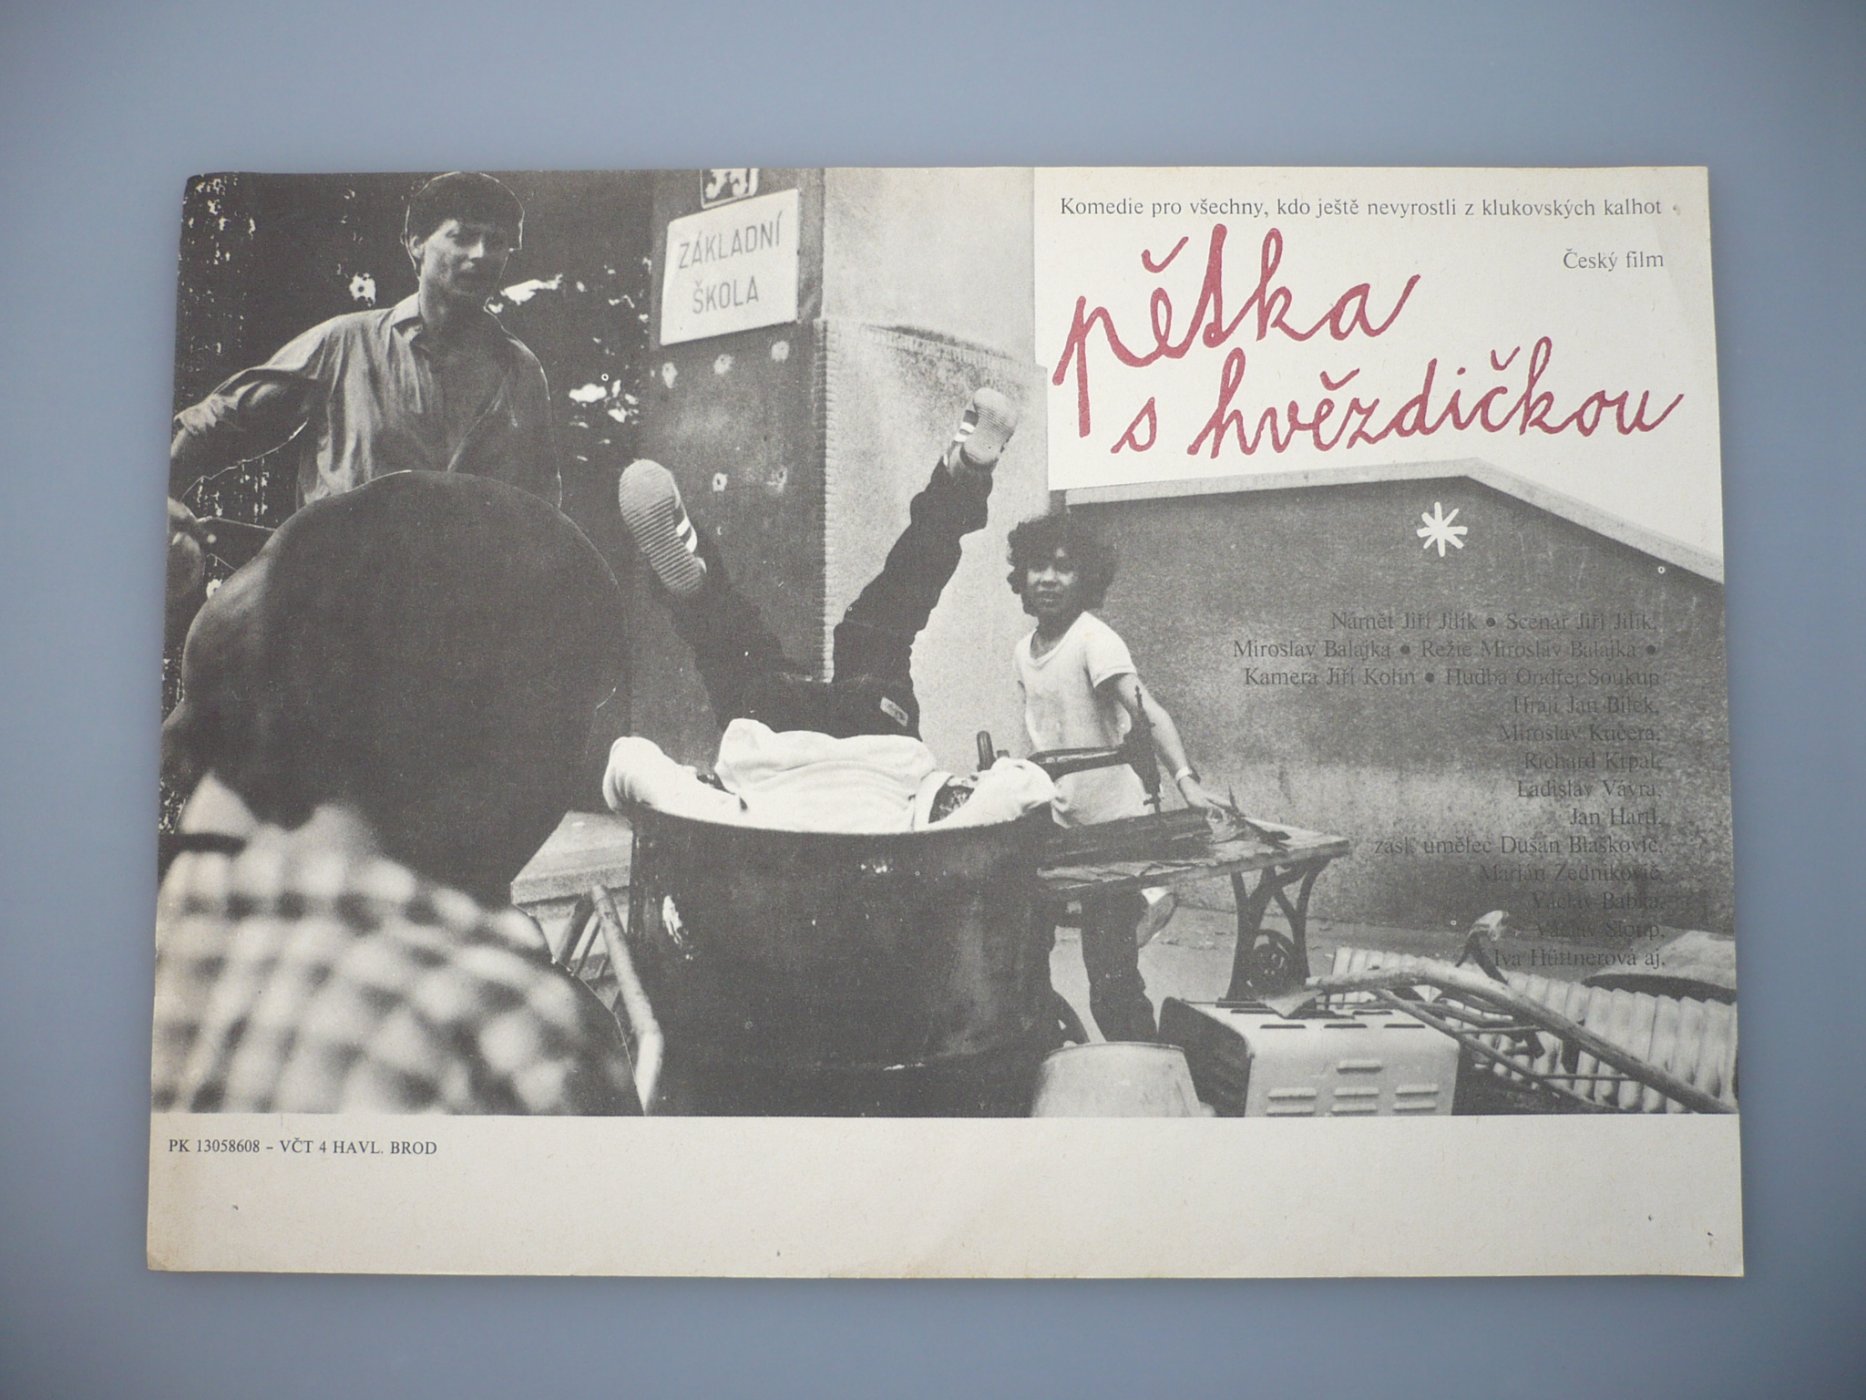 ZÁKLADNÍ
ŠKOLA
Komedie pro všechny, kdo ještě nevyrostli z klukovských kalhot
Český film
pětka
s hvězdičkou
Námět Jiří Jilík ● Scénář Jiří Jilík,
Miroslav Balajka ● Režie Miroslav Balajka ●
Kamera Jiří Kolín ● Hudba Ondřej Soukup
Hrají Jan Bílek,
Miroslav Kučera,
Richard Krpal,
Ladislav Vávra,
Jan Hartl,
zasl. umělec Dušan Blaškovič,
Marian Zednikovič,
Václav Babka,
Václav Sloup,
Iva Hüttnerová aj.
PK 13058608 – VČT 4 HAVL. BROD